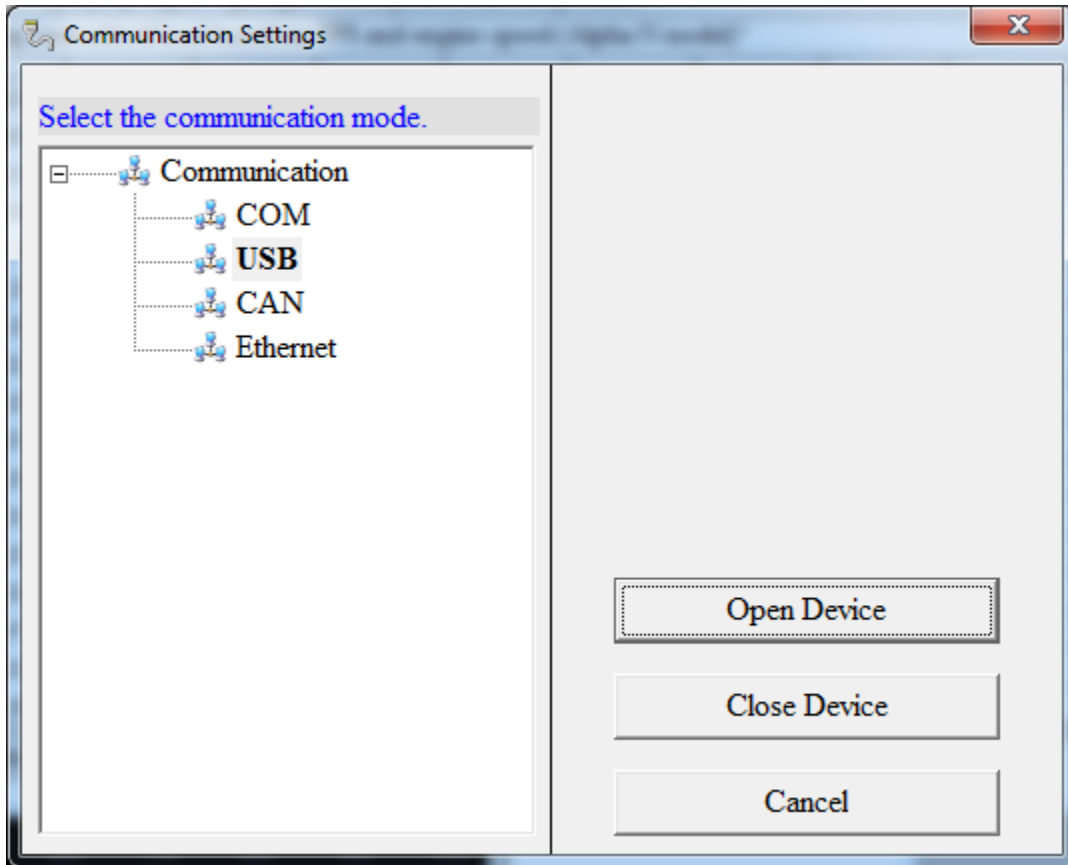 Communication Settings
Select the communication mode.
Communication
COM
USB
CAN
Ethernet
Open Device
Close Device
Cancel